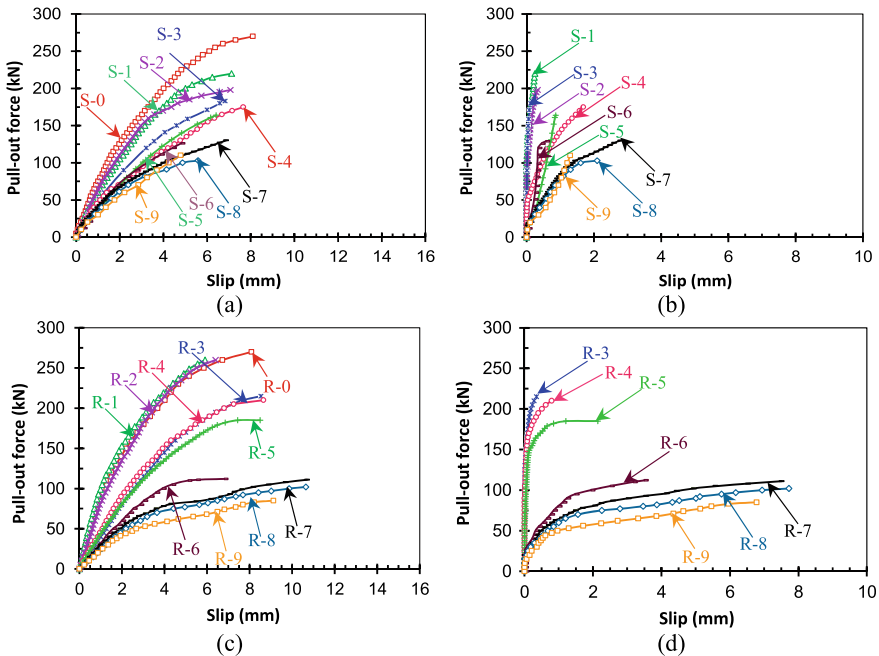 Pull-out force (kN)
300
250
200
150
100
50
0
0 2 4 6 8 10 12 14 16
Slip (mm)
S-0
S-1
S-2
S-3
S-4
S-7
S-6
S-8
S-5
S-9
(a)
Pull-out force (kN)
300
250
200
150
100
50
0
0 2 4 6 8 10
Slip (mm)
S-1
S-3
S-4
S-2
S-6
S-5
S-7
S-8
S-9
(b)
Pull-out force (kN)
300
250
200
150
100
50
0
0 2 4 6 8 10 12 14 16
Slip (mm)
R-3
R-4
R-0
R-2
R-1
R-5
R-6
R-7
R-8
R-9
(c)
Pull-out force (kN)
300
250
200
150
100
50
0
0 2 4 6 8 10
Slip (mm)
R-3
R-4
R-5
R-6
R-7
R-8
R-9
(d)